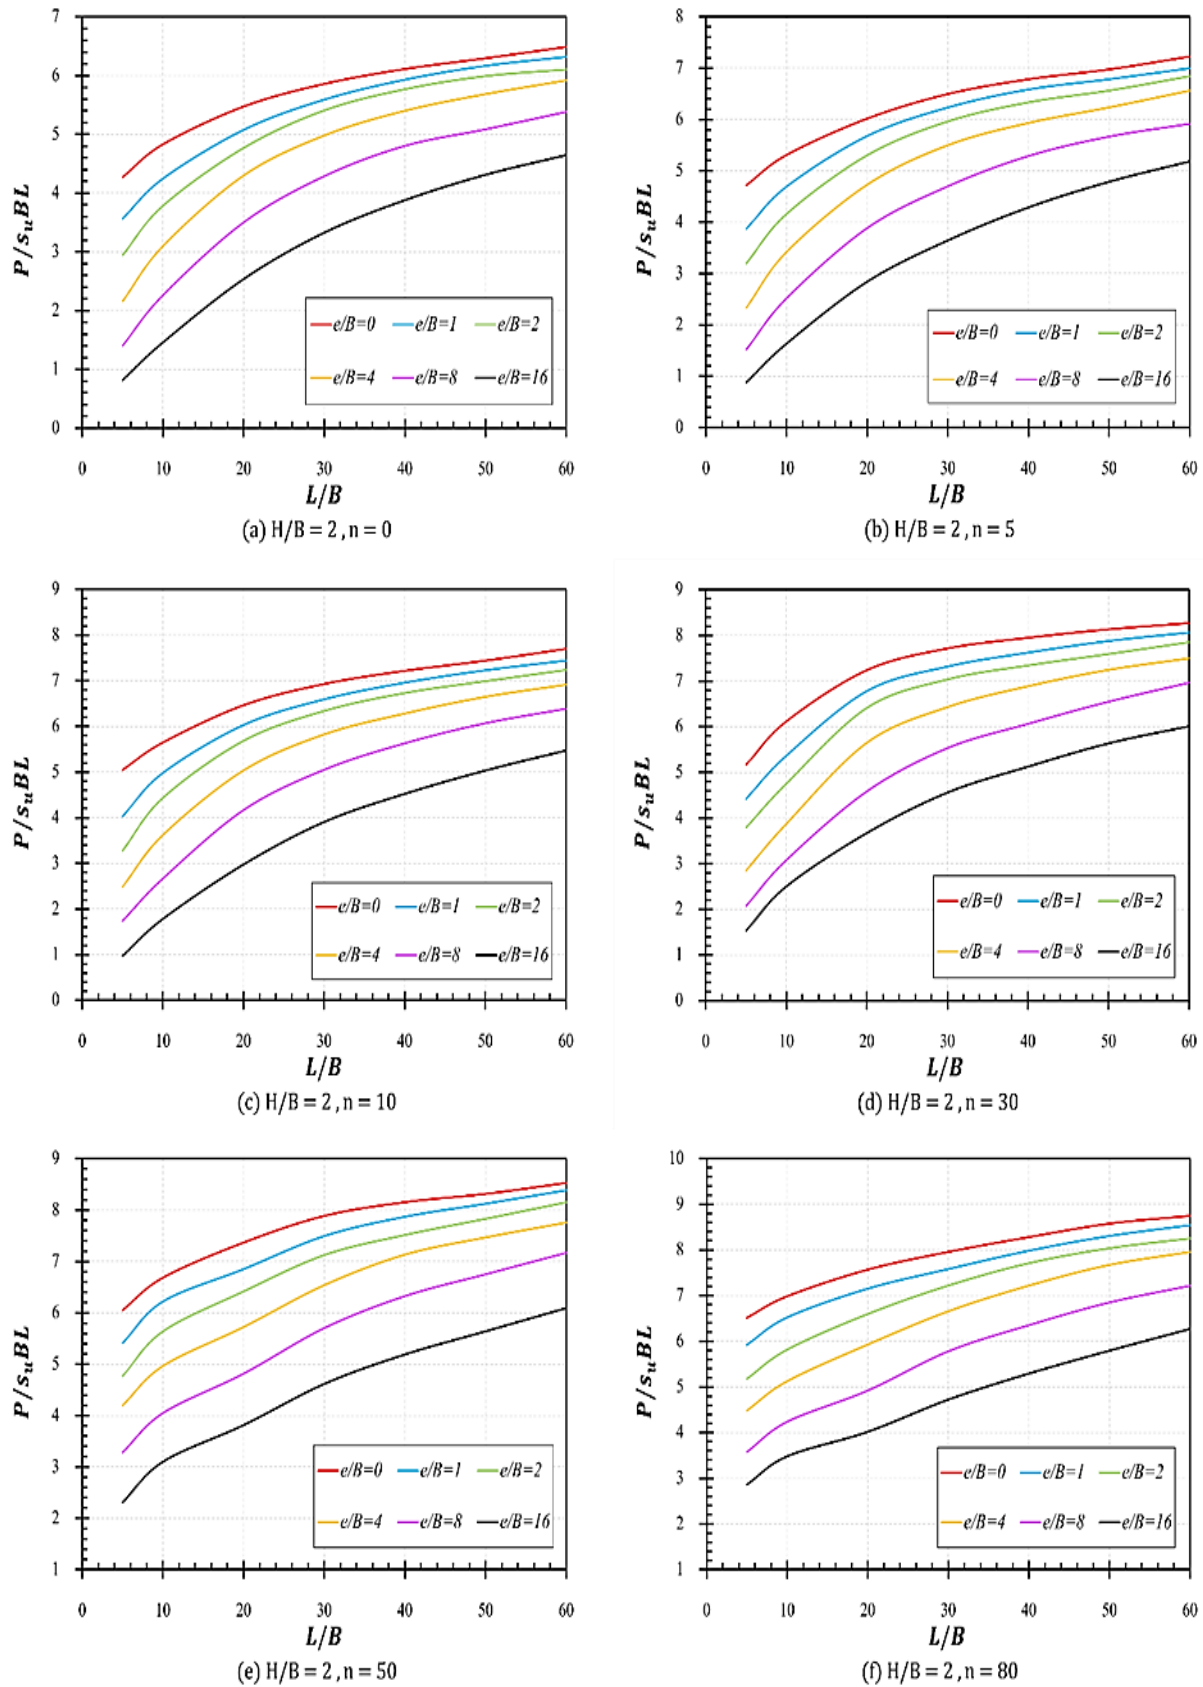 7
6
5
4
3
2
1
0
P/s_uBL
e/B=0 e/B=1 e/B=2
e/B=4 e/B=8 e/B=16
0 10 20 30 40 50 60
L/B
(a) H/B = 2 , n = 0
8
7
6
5
4
3
2
1
0
P/s_uBL
e/B=0 e/B=1 e/B=2
e/B=4 e/B=8 e/B=16
0 10 20 30 40 50 60
L/B
(b) H/B = 2 , n = 5
9
8
7
6
5
4
3
2
1
0
P/s_uBL
e/B=0 e/B=1 e/B=2
e/B=4 e/B=8 e/B=16
0 10 20 30 40 50 60
L/B
(c) H/B = 2 , n = 10
9
8
7
6
5
4
3
2
1
0
P/s_uBL
e/B=0 e/B=1 e/B=2
e/B=4 e/B=8 e/B=16
0 10 20 30 40 50 60
L/B
(d) H/B = 2 , n = 30
9
8
7
6
5
4
3
2
1
P/s_uBL
e/B=0 e/B=1 e/B=2
e/B=4 e/B=8 e/B=16
0 10 20 30 40 50 60
L/B
(e) H/B = 2 , n = 50
10
9
8
7
6
5
4
3
2
1
P/s_uBL
e/B=0 e/B=1 e/B=2
e/B=4 e/B=8 e/B=16
0 10 20 30 40 50 60
L/B
(f) H/B = 2 , n = 80